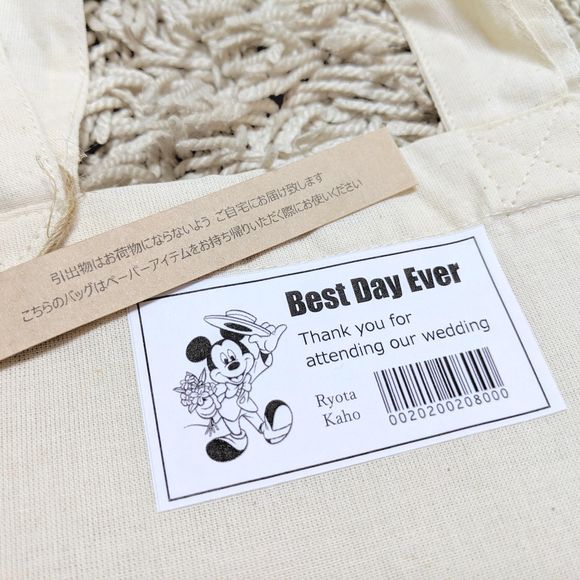 引出物はお荷物にならないよう ご自宅にお届け致します
こちらのバッグはペーパーアイテムをお持ち帰りいただく際にお使いください
Best Day Ever
Thank you for
attending our wedding
Ryota
Kaho
0020200208000